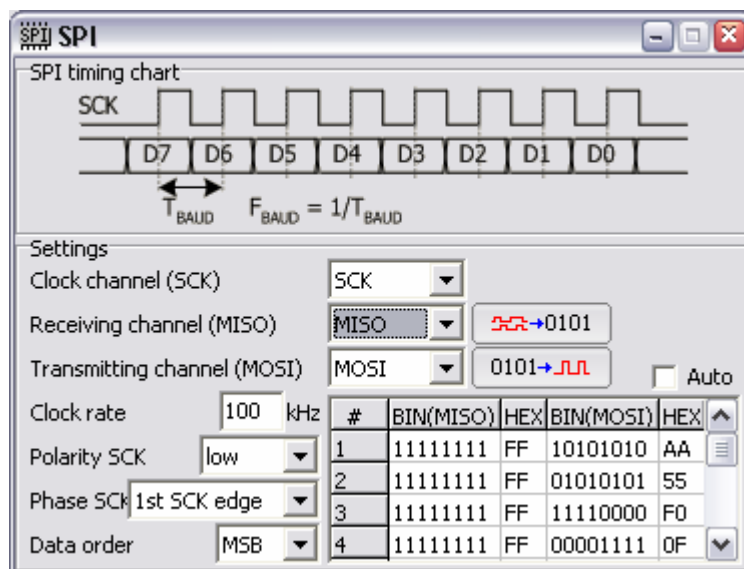 SPI SPI
SPI timing chart
SCK
D7 D6 D5 D4 D3 D2 D1 D0
TBAUD FBAUD = 1/TBAUD
Settings
Clock channel (SCK) SCK
Receiving channel (MISO) MISO →0101
Transmitting channel (MOSI) MOSI 0101→ Auto
Clock rate 100 kHz
Polarity SCK low
Phase SCK 1st SCK edge
Data order MSB
# BIN(MISO) HEX BIN(MOSI) HEX
1 11111111 FF 10101010 AA
2 11111111 FF 01010101 55
3 11111111 FF 11110000 F0
4 11111111 FF 00001111 0F